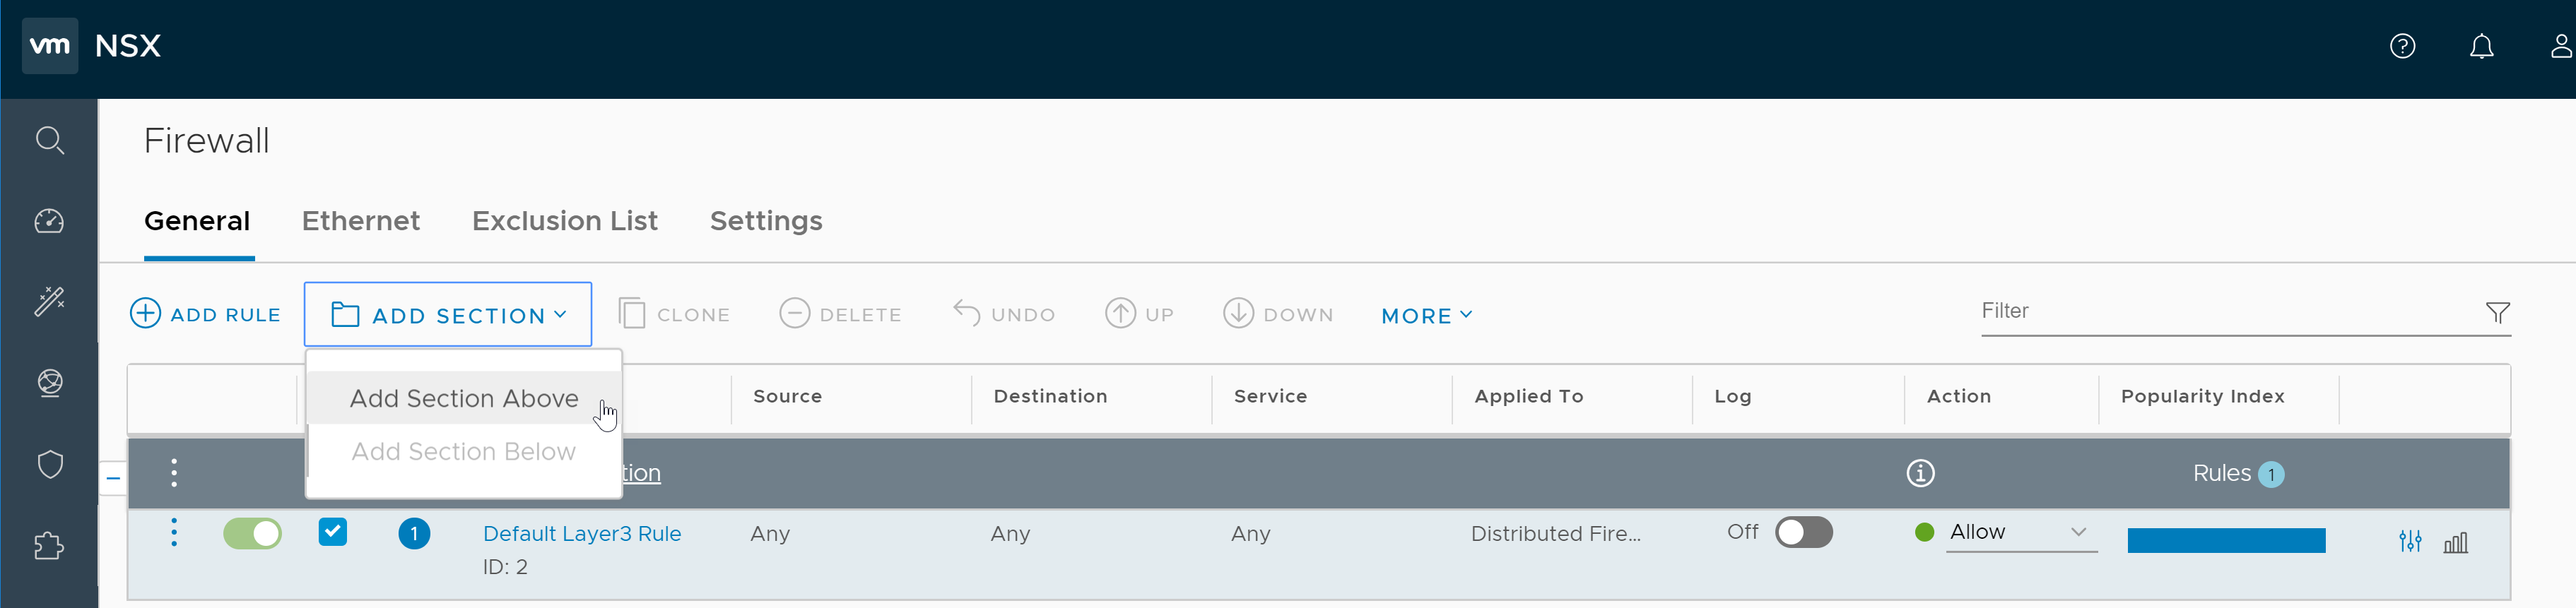 vm NSX
Firewall
General Ethernet Exclusion List Settings
ADD RULE ADD SECTION CLONE DELETE UNDO UP DOWN MORE Filter
Add Section Above
Add Section Below
Source Destination Service Applied To Log Action Popularity Index
tion Rules 1
1 Default Layer3 Rule Any Any Any Distributed Fire... Off Allow
ID: 2